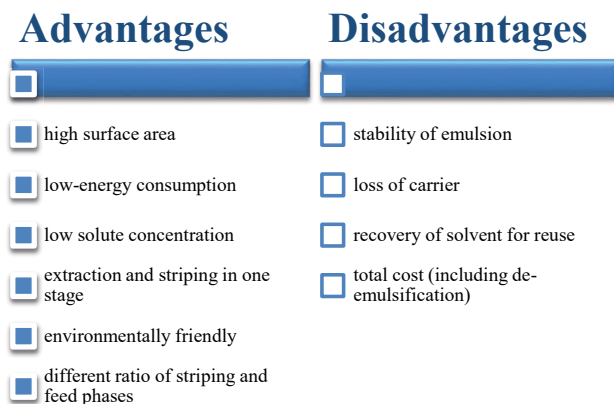 Advantages
high surface area
low-energy consumption
low solute concentration
extraction and striping in one
stage
environmentally friendly
different ratio of striping and
feed phases
Disadvantages
stability of emulsion
loss of carrier
recovery of solvent for reuse
total cost (including de-
emulsification)